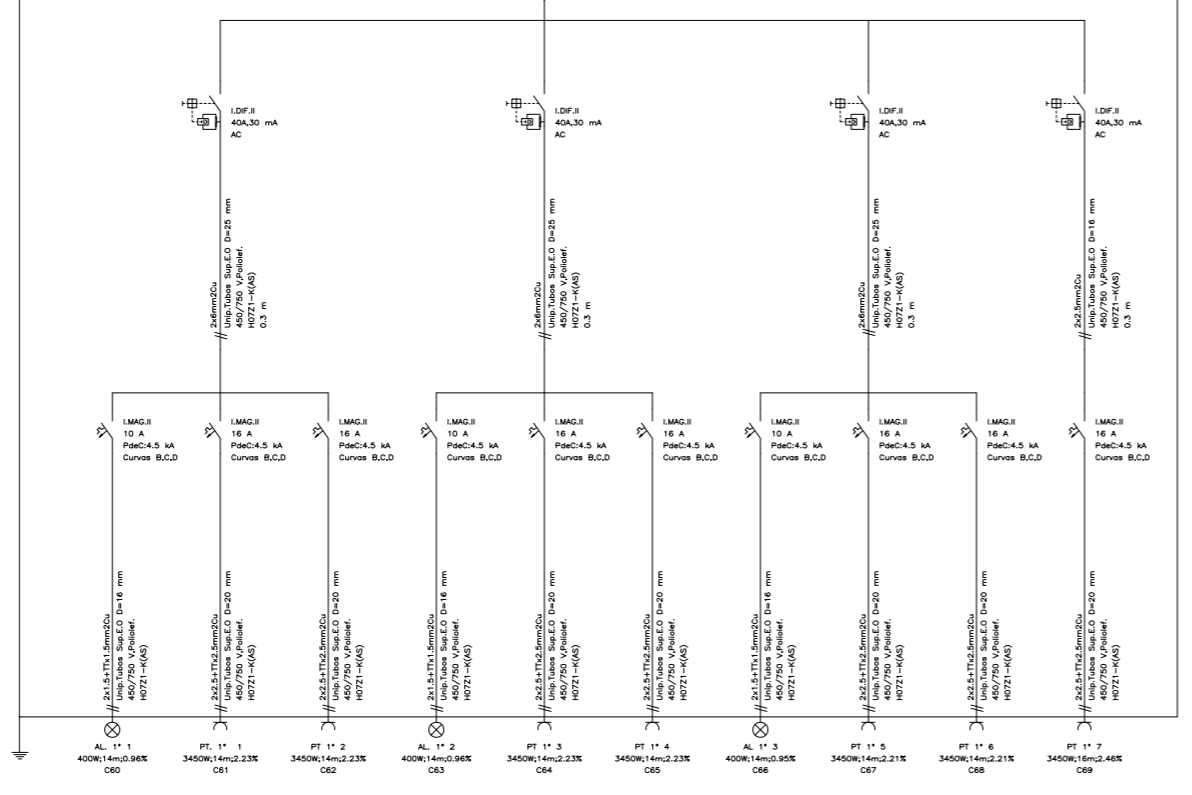 I.DIF.II
40A,30 mA
AC
I.DIF.II
40A,30 mA
AC
I.DIF.II
40A,30 mA
AC
I.DIF.II
40A,30 mA
AC
2x6mm2Cu
Unip.Tubos Sup.E.O D=25 mm
450/750 V,Poliolef.
H07Z1-K(AS)
0.3 m
2x6mm2Cu
Unip.Tubos Sup.E.O D=25 mm
450/750 V,Poliolef.
H07Z1-K(AS)
0.3 m
2x6mm2Cu
Unip.Tubos Sup.E.O D=25 mm
450/750 V,Poliolef.
H07Z1-K(AS)
0.3 m
2x2.5mm2Cu
Unip.Tubos Sup.E.O D=16 mm
450/750 V,Poliolef.
H07Z1-K(AS)
0.3 m
I.MAG.II
10 A
PdeC:4.5 kA
Curvas B,C,D
I.MAG.II
16 A
PdeC:4.5 kA
Curvas B,C,D
I.MAG.II
16 A
PdeC:4.5 kA
Curvas B,C,D
I.MAG.II
10 A
PdeC:4.5 kA
Curvas B,C,D
I.MAG.II
16 A
PdeC:4.5 kA
Curvas B,C,D
I.MAG.II
16 A
PdeC:4.5 kA
Curvas B,C,D
I.MAG.II
10 A
PdeC:4.5 kA
Curvas B,C,D
I.MAG.II
16 A
PdeC:4.5 kA
Curvas B,C,D
I.MAG.II
16 A
PdeC:4.5 kA
Curvas B,C,D
I.MAG.II
16 A
PdeC:4.5 kA
Curvas B,C,D
2x1.5+TTx1.5mm2Cu
Unip.Tubos Sup.E.O D=16 mm
450/750 V,Poliolef.
H07Z1-K(AS)
2x2.5+TTx2.5mm2Cu
Unip.Tubos Sup.E.O D=20 mm
450/750 V,Poliolef.
H07Z1-K(AS)
2x2.5+TTx2.5mm2Cu
Unip.Tubos Sup.E.O D=20 mm
450/750 V,Poliolef.
H07Z1-K(AS)
2x1.5+TTx1.5mm2Cu
Unip.Tubos Sup.E.O D=16 mm
450/750 V,Poliolef.
H07Z1-K(AS)
2x2.5+TTx2.5mm2Cu
Unip.Tubos Sup.E.O D=20 mm
450/750 V,Poliolef.
H07Z1-K(AS)
2x2.5+TTx2.5mm2Cu
Unip.Tubos Sup.E.O D=20 mm
450/750 V,Poliolef.
H07Z1-K(AS)
2x1.5+TTx1.5mm2Cu
Unip.Tubos Sup.E.O D=16 mm
450/750 V,Poliolef.
H07Z1-K(AS)
2x2.5+TTx2.5mm2Cu
Unip.Tubos Sup.E.O D=20 mm
450/750 V,Poliolef.
H07Z1-K(AS)
2x2.5+TTx2.5mm2Cu
Unip.Tubos Sup.E.O D=20 mm
450/750 V,Poliolef.
H07Z1-K(AS)
2x2.5+TTx2.5mm2Cu
Unip.Tubos Sup.E.O D=20 mm
450/750 V,Poliolef.
H07Z1-K(AS)
AL. 1ª 1
400W;14m;0.96%
C60
PT. 1ª 1
3450W;14m;2.23%
C61
PT 1ª 2
3450W;14m;2.23%
C62
AL. 1ª 2
400W;14m;0.96%
C63
PT 1ª 3
3450W;14m;2.23%
C64
PT 1ª 4
3450W;14m;2.23%
C65
AL 1ª 3
400W;14m;0.95%
C66
PT 1ª 5
3450W;14m;2.21%
C67
PT 1ª 6
3450W;14m;2.21%
C68
PT 1ª 7
3450W;16m;2.46%
C69